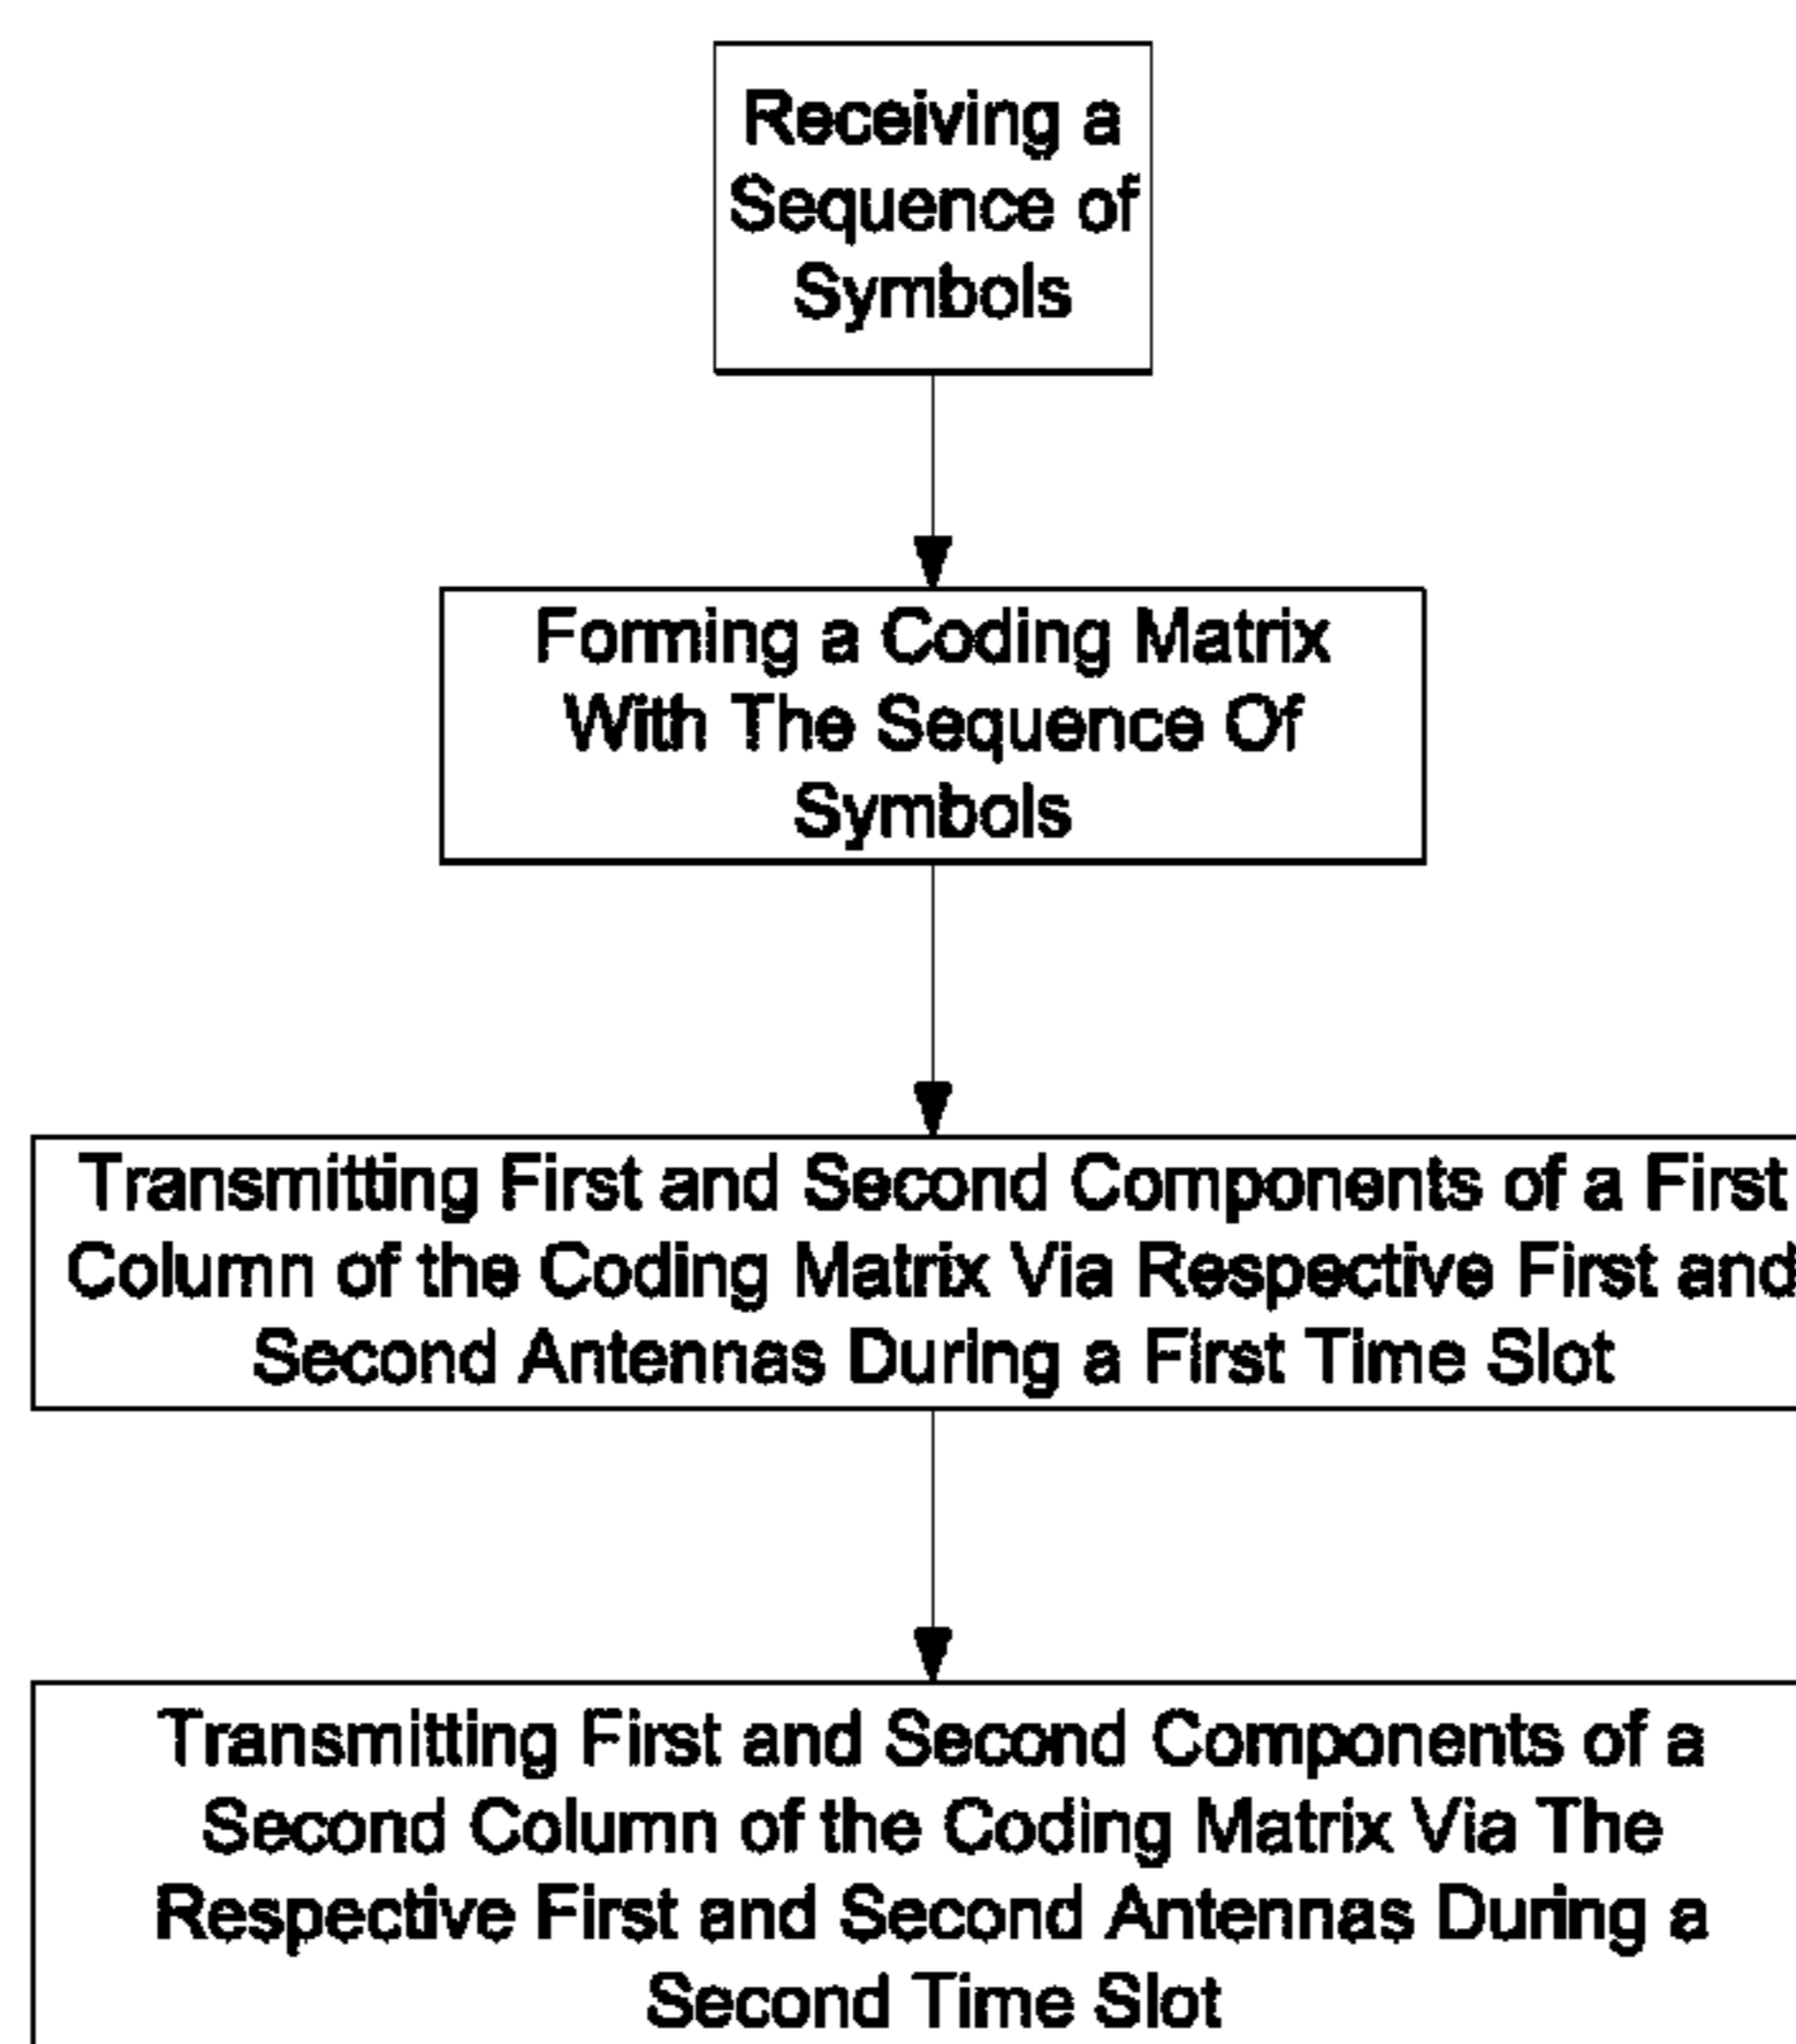 Receiving a
Sequence of
Symbols
Forming a Coding Matrix
With The Sequence Of
Symbols
Transmitting First and Second Components of a First
Column of the Coding Matrix Via Respective First and
Second Antennas During a First Time Slot
Transmitting First and Second Components of a
Second Column of the Coding Matrix Via The
Respective First and Second Antennas During a
Second Time Slot